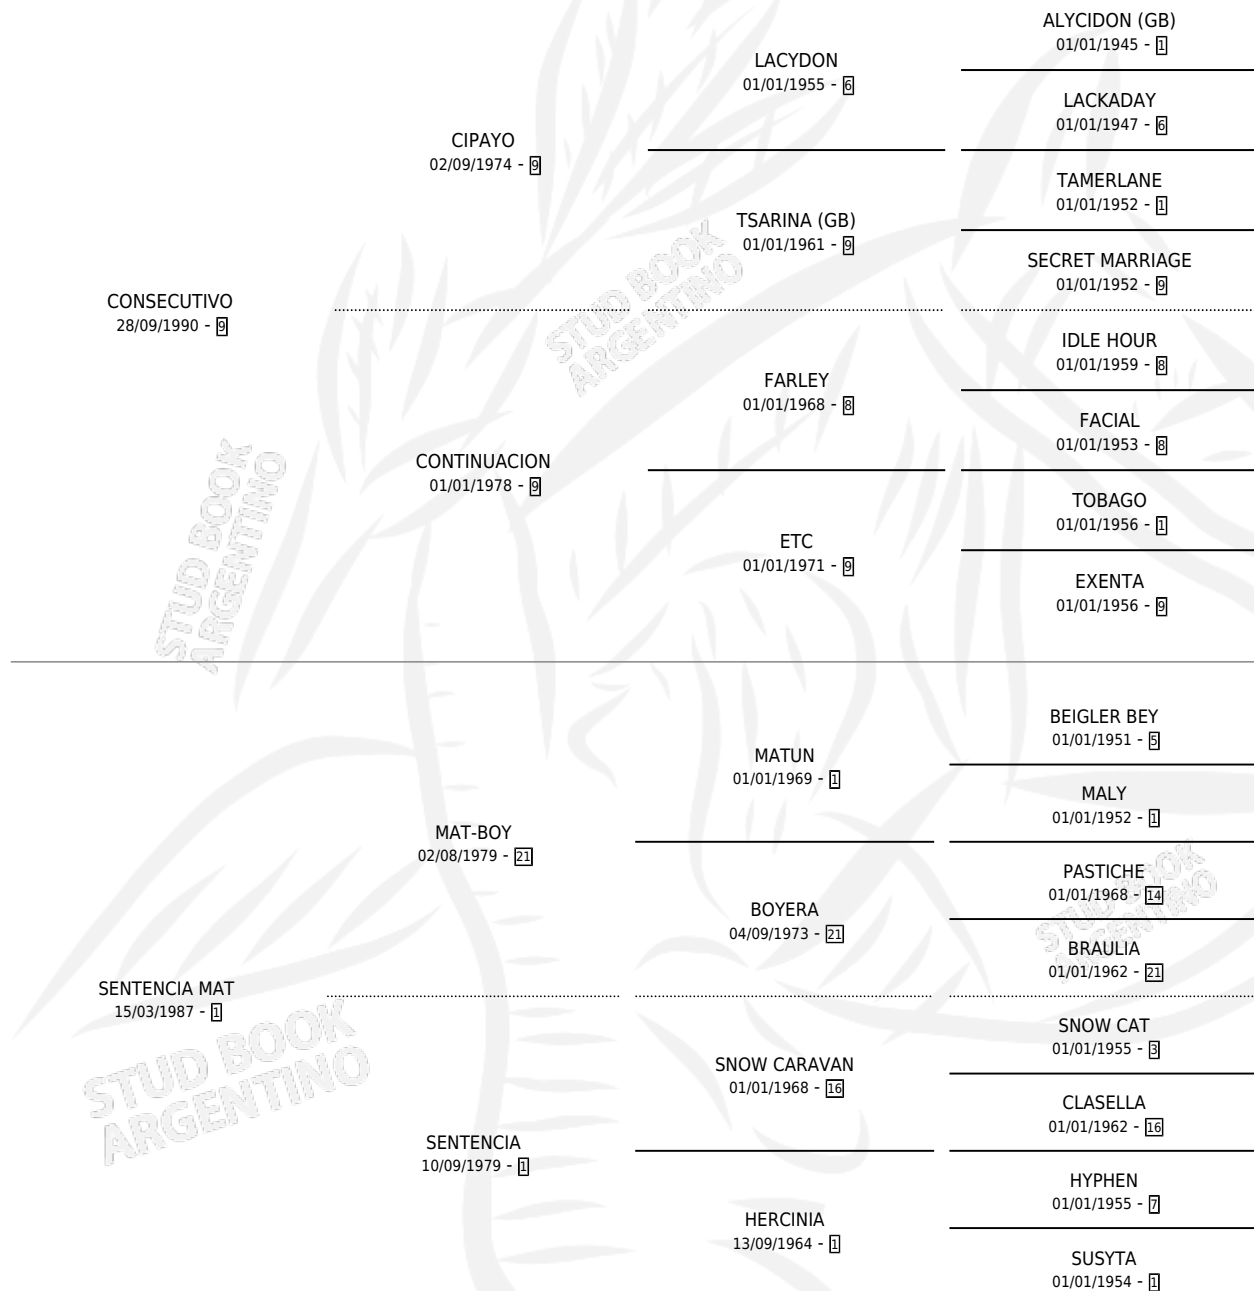 ALYCIDON (GB)
01/01/1945 - 1
LACYDON
01/01/1955 - 6
LACKADAY
01/01/1947 - 6
CIPAYO
02/09/1974 - 9
TAMERLANE
01/01/1952 - 1
TSARINA (GB)
01/01/1961 - 9
SECRET MARRIAGE
01/01/1952 - 9
CONSECUTIVO
28/09/1990 - 9
IDLE HOUR
01/01/1959 - 8
FARLEY
01/01/1968 - 8
FACIAL
01/01/1953 - 8
CONTINUACION
01/01/1978 - 9
TOBAGO
01/01/1956 - 1
ETC
01/01/1971 - 9
EXENTA
01/01/1956 - 9
STUD BOOK
ARGENTINO
STUD BOOK
ARGENTINO
BEIGLER BEY
01/01/1951 - 5
MATUN
01/01/1969 - 1
MALY
01/01/1952 - 1
MAT-BOY
02/08/1979 - 21
PASTICHE
01/01/1968 - 14
BOYERA
04/09/1973 - 21
BRAULIA
01/01/1962 - 21
SENTENCIA MAT
15/03/1987 - 1
SNOW CAT
01/01/1955 - 3
SNOW CARAVAN
01/01/1968 - 16
CLASELLA
01/01/1962 - 16
SENTENCIA
10/09/1979 - 1
HYPHEN
01/01/1955 - 7
HERCINIA
13/09/1964 - 1
SUSYTA
01/01/1954 - 1
STUD BOOK
ARGENTINO
STUD BOOK
ARGENTINO